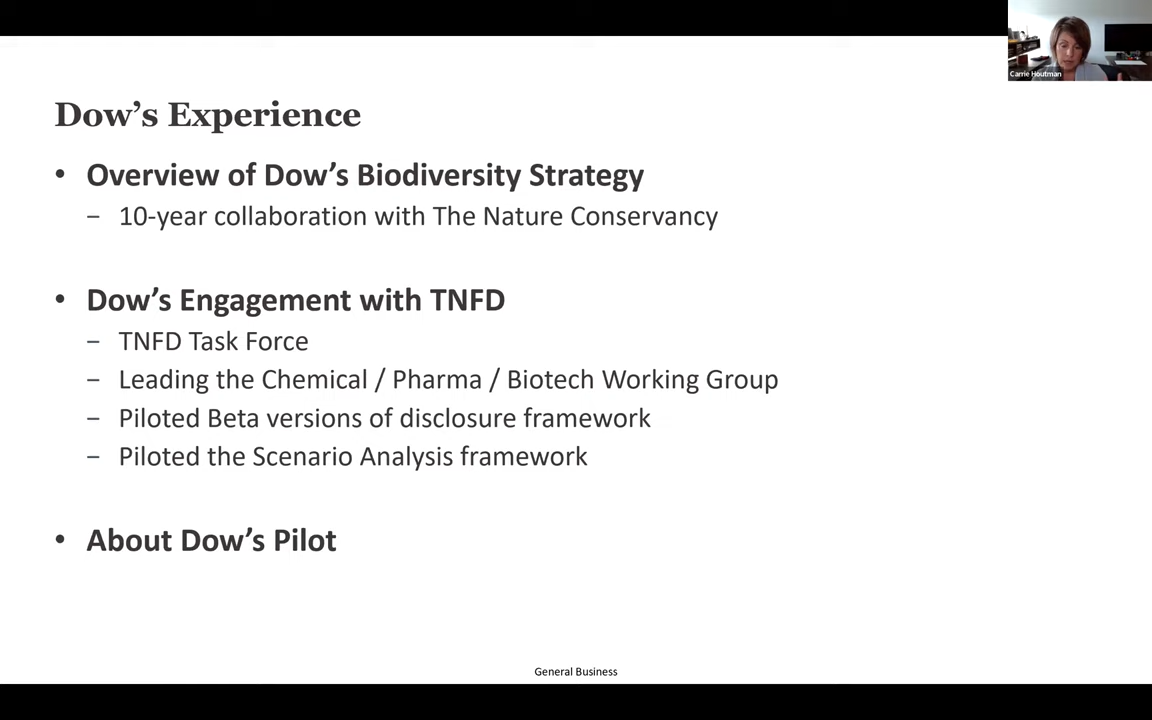 Carrie Houtman
Dow’s Experience
• Overview of Dow’s Biodiversity Strategy
– 10-year collaboration with The Nature Conservancy
• Dow’s Engagement with TNFD
– TNFD Task Force
– Leading the Chemical / Pharma / Biotech Working Group
– Piloted Beta versions of disclosure framework
– Piloted the Scenario Analysis framework
• About Dow’s Pilot
General Business